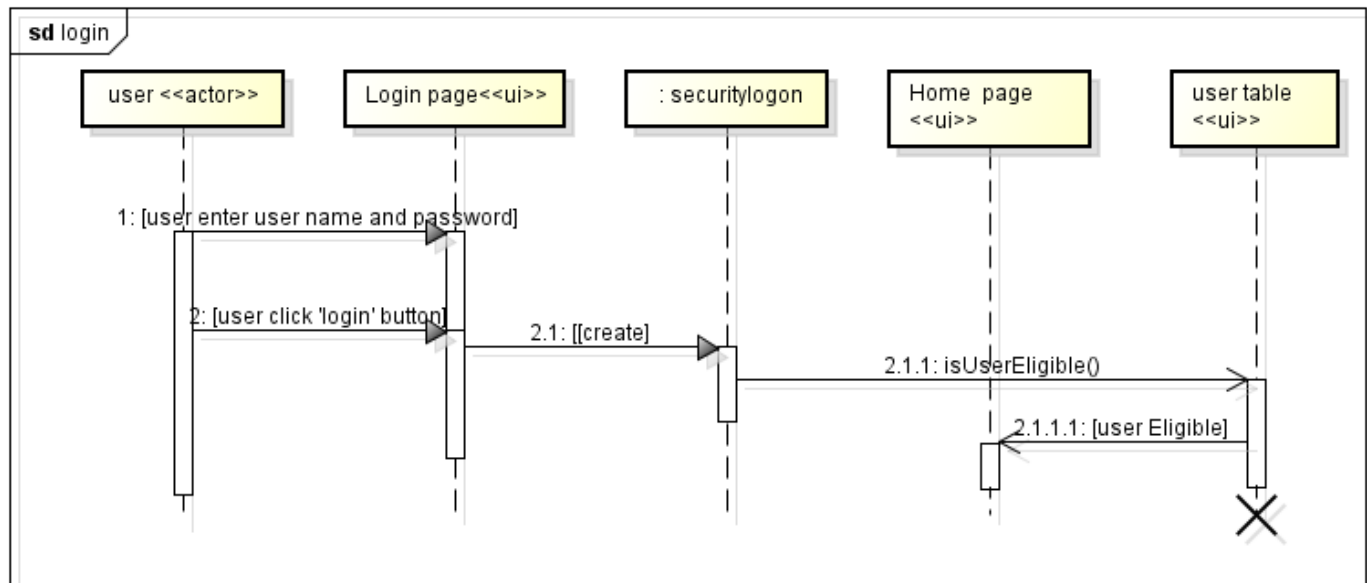 sd login
user <<actor>>
Login page<<ui>>
: securitylogon
Home page
<<ui>>
user table
<<ui>>
1: [user enter user name and password]
2: [user click 'login' button]
2.1: [[create]
2.1.1: isUserEligible()
2.1.1.1: [user Eligible]